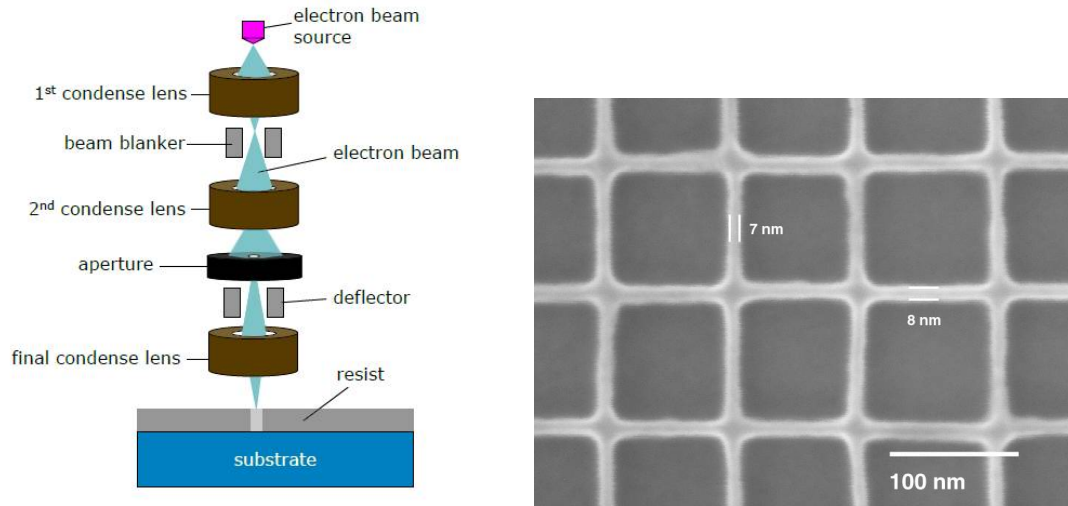 electron beam
source
1st condense lens
beam blanker
electron beam
2nd condense lens
aperture
deflector
final condense lens
resist
substrate
7 nm
8 nm
100 nm